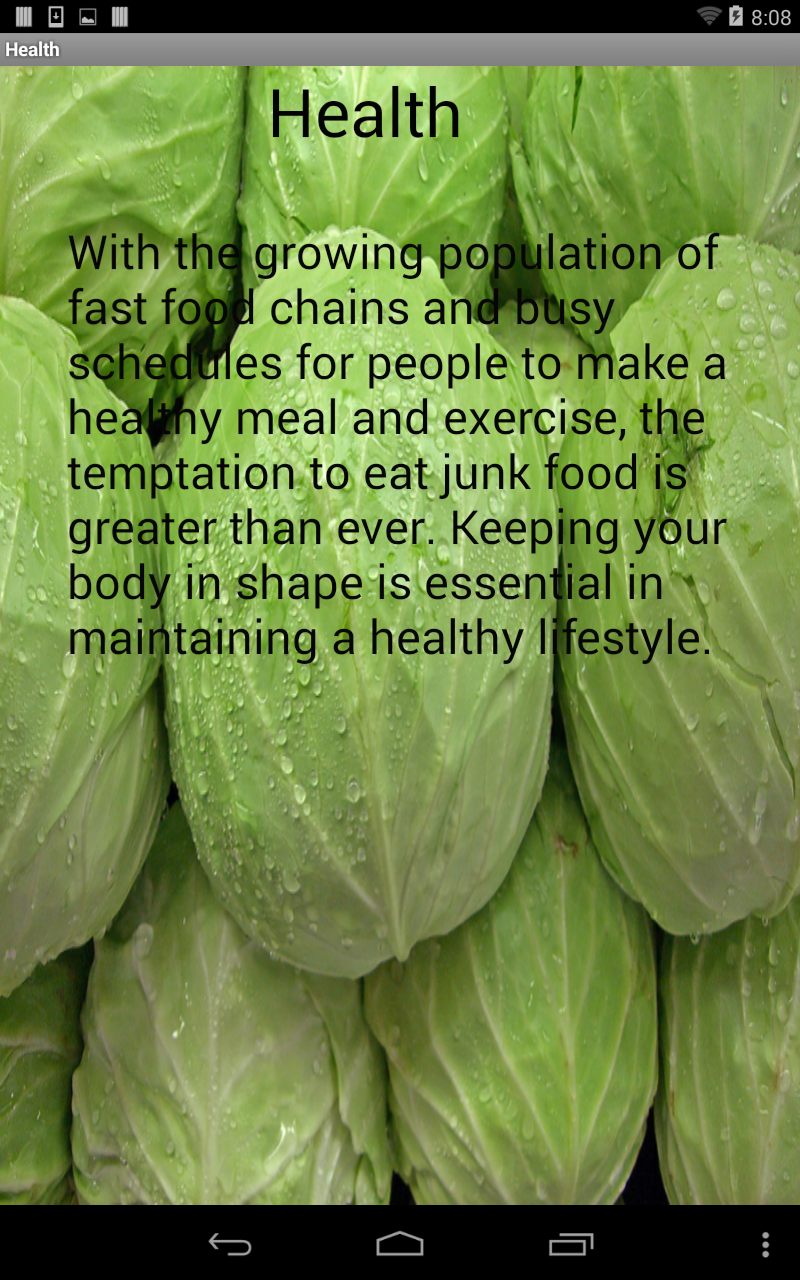 8:08
Health
Health
With the growing population of
fast food chains and busy
schedules for people to make a
healthy meal and exercise, the
temptation to eat junk food is
greater than ever. Keeping your
body in shape is essential in
maintaining a healthy lifestyle.